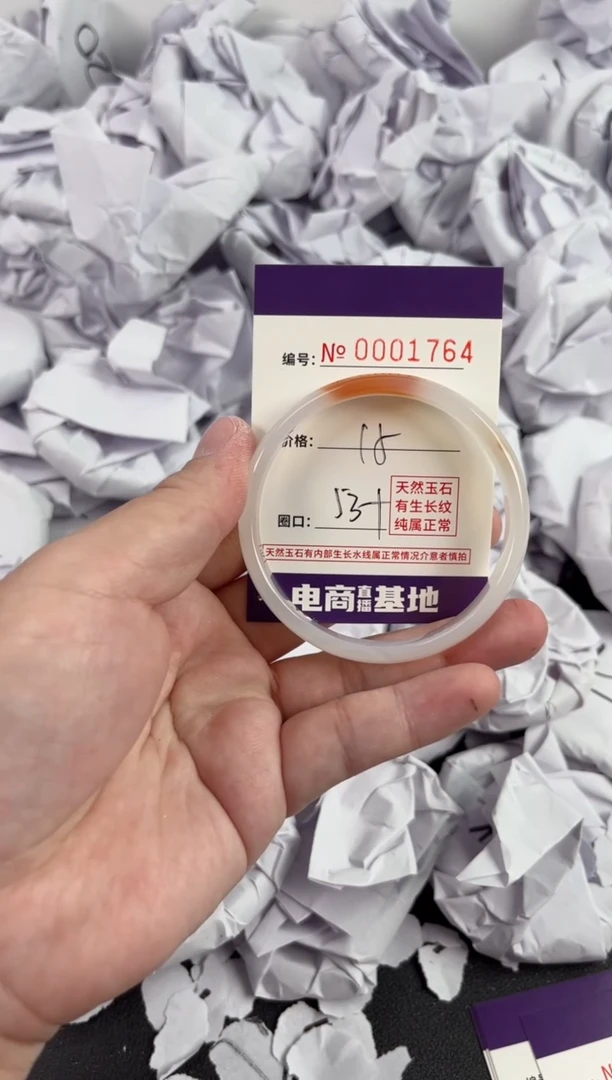 编号: № 0001764
价格: 18
圈口: 53+
天然玉石
有生长纹
纯属正常
天然玉石有内部生长水线属正常情况介意者慎拍
电商直播基地